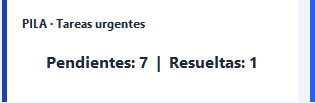 PILA · Tareas urgentes
Pendientes: 7 | Resueltas: 1